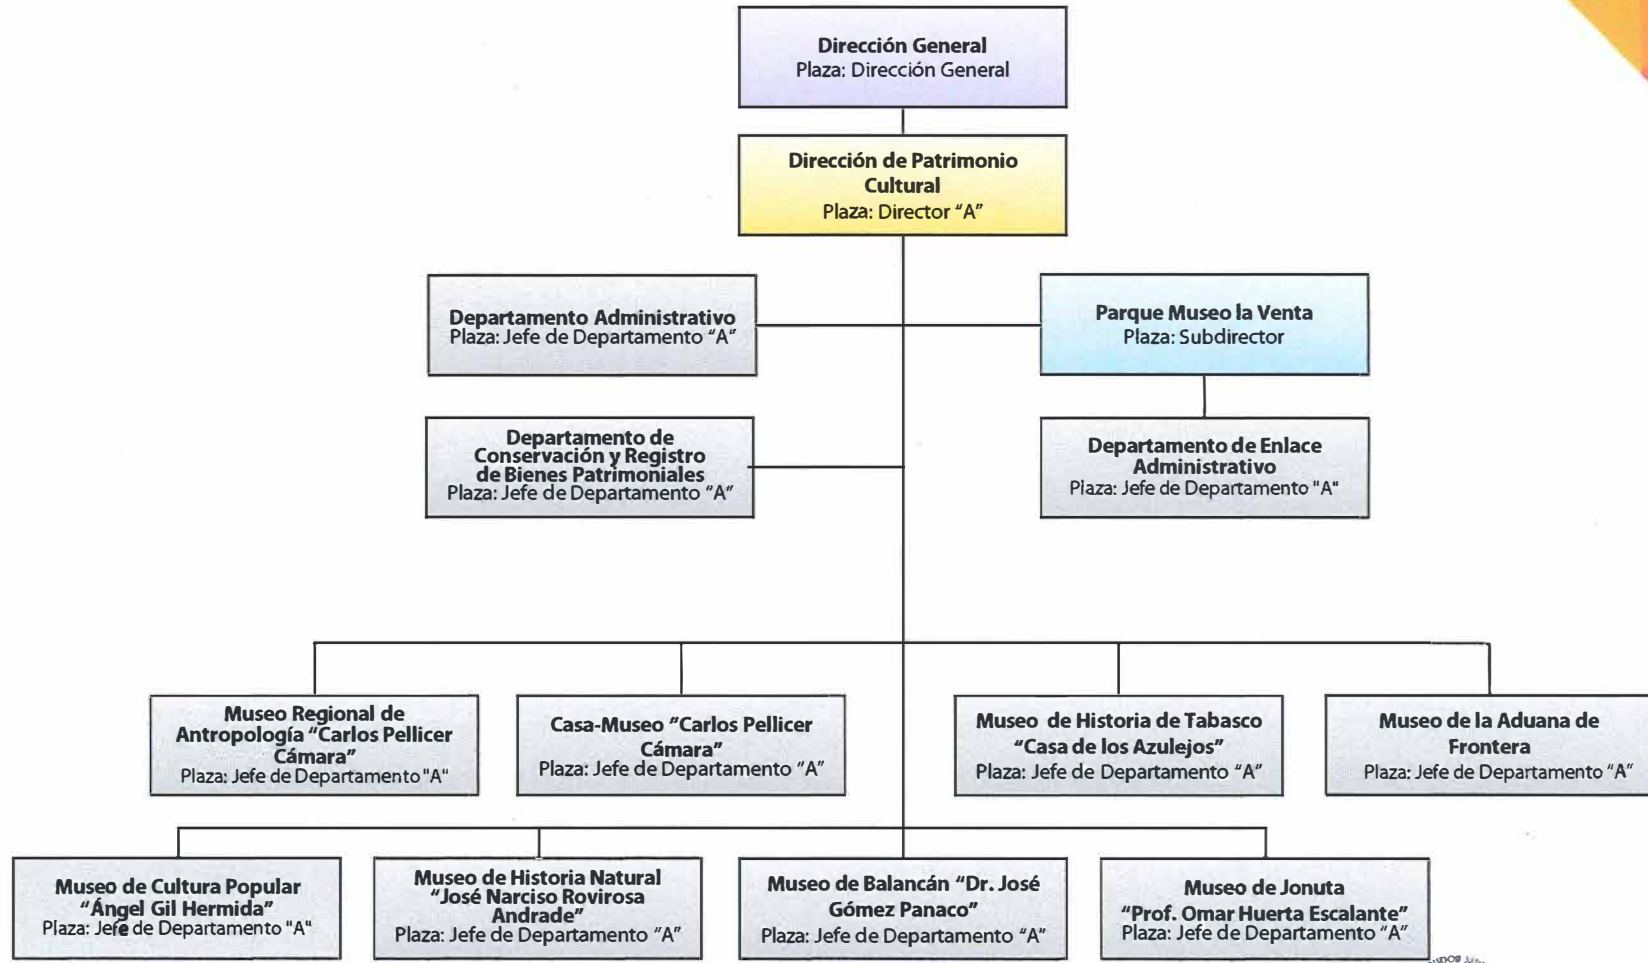 Dirección General
Plaza: Dirección General
Dirección de Patrimonio
Cultural
Plaza: Director “A”
Departamento Administrativo
Plaza: Jefe de Departamento “A”
Parque Museo la Venta
Plaza: Subdirector
Departamento de
Conservación y Registro
de Bienes Patrimoniales
Plaza: Jefe de Departamento “A”
Departamento de Enlace
Administrativo
Plaza: Jefe de Departamento "A"
Museo Regional de
Antropología “Carlos Pellicer
Cámara”
Plaza: Jefe de Departamento "A"
Casa-Museo “Carlos Pellicer
Cámara”
Plaza: Jefe de Departamento “A”
Museo de Historia de Tabasco
“Casa de los Azulejos”
Plaza: Jefe de Departamento “A”
Museo de la Aduana de
Frontera
Plaza: Jefe de Departamento “A”
Museo de Cultura Popular
“Ángel Gil Hermida”
Plaza: Jefe de Departamento "A"
Museo de Historia Natural
“José Narciso Rovirosa
Andrade”
Plaza: Jefe de Departamento “A”
Museo de Balancán “Dr. José
Gómez Panaco”
Plaza: Jefe de Departamento “A”
Museo de Jonuta
“Prof. Omar Huerta Escalante”
Plaza: Jefe de Departamento “A”